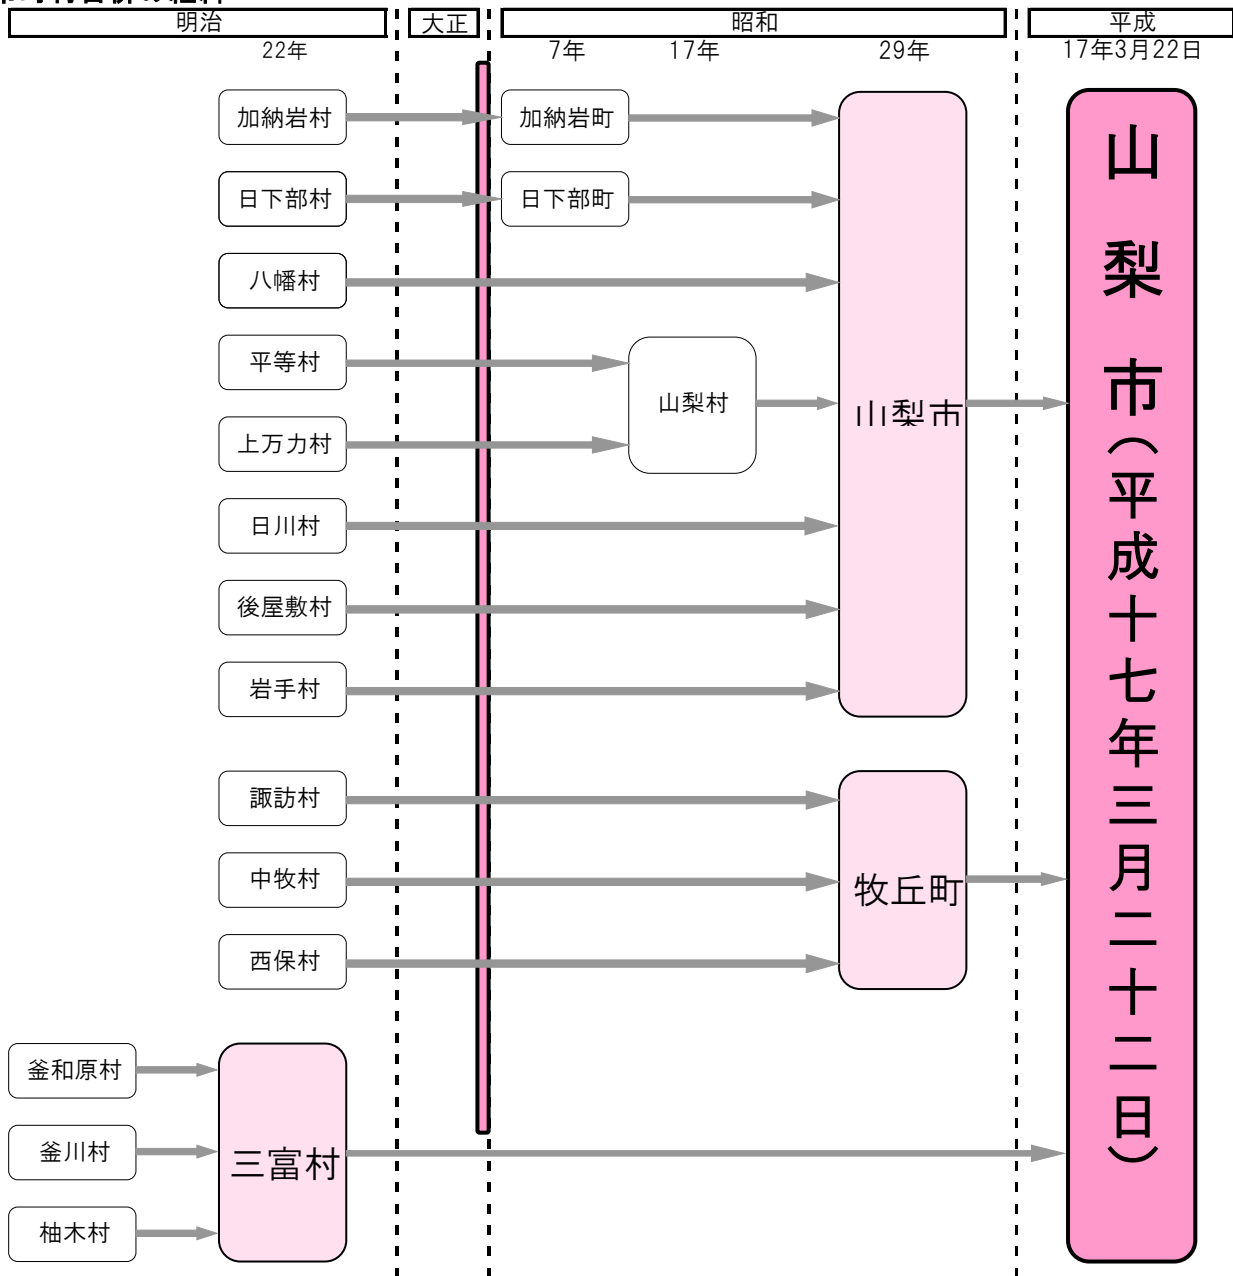 明治
大正
昭和
平成
22年
7年
17年
29年
17年3月22日
加納岩村
加納岩町
日下部村
日下部町
八幡村
平等村
上万力村
山梨村
山梨市
日川村
後屋敷村
岩手村
諏訪村
中牧村
西保村
牧丘町
釜和原村
釜川村
柚木村
三富村
山梨市(平成十七年三月二十二日)